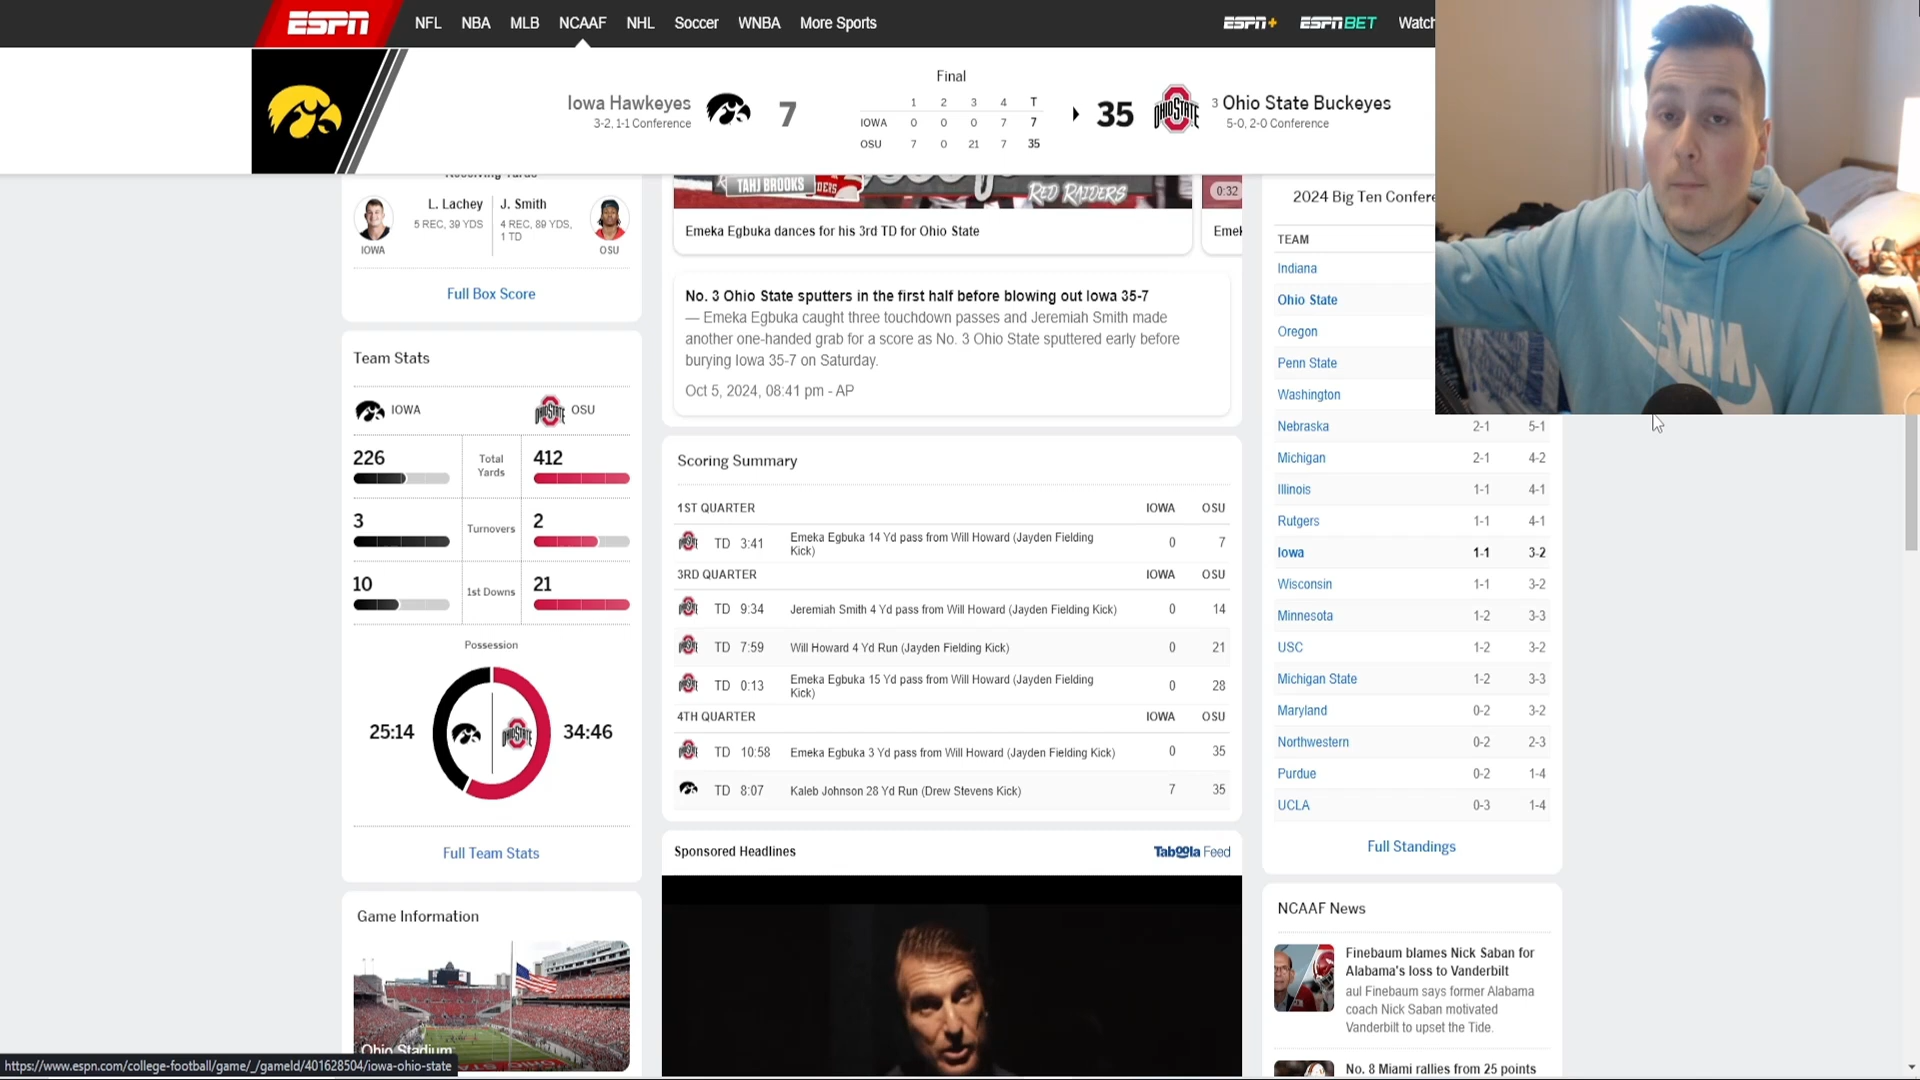 ESPN NFL NBA MLB NCAAF NHL Soccer WNBA More Sports ESPN+ ESPN BET Watch
Final
Iowa Hawkeyes
3-2, 1-1 Conference
7
1 2 3 4 T
IOWA 0 0 0 7 7
OSU 7 0 21 7 35
35
OHIO STATE
3 Ohio State Buckeyes
5-0, 2-0 Conference
Receiving Yards
L. Lachey
5 REC, 39 YDS
IOWA
J. Smith
4 REC, 89 YDS,
1 TD
OSU
Full Box Score
Team Stats
IOWA OSU
226 Total Yards 412
3 Turnovers 2
10 1st Downs 21
Possession
25:14 34:46
Full Team Stats
Game Information
Ohio Stadium
TAHJ BROOKS
RED RAIDERS
0:32
Emeka Egbuka dances for his 3rd TD for Ohio State
Emek
No. 3 Ohio State sputters in the first half before blowing out Iowa 35-7
— Emeka Egbuka caught three touchdown passes and Jeremiah Smith made
another one-handed grab for a score as No. 3 Ohio State sputtered early before
burying Iowa 35-7 on Saturday.
Oct 5, 2024, 08:41 pm - AP
Scoring Summary
1ST QUARTER IOWA OSU
TD 3:41 Emeka Egbuka 14 Yd pass from Will Howard (Jayden Fielding
Kick) 0 7
3RD QUARTER IOWA OSU
TD 9:34 Jeremiah Smith 4 Yd pass from Will Howard (Jayden Fielding Kick) 0 14
TD 7:59 Will Howard 4 Yd Run (Jayden Fielding Kick) 0 21
TD 0:13 Emeka Egbuka 15 Yd pass from Will Howard (Jayden Fielding
Kick) 0 28
4TH QUARTER IOWA OSU
TD 10:58 Emeka Egbuka 3 Yd pass from Will Howard (Jayden Fielding Kick) 0 35
TD 8:07 Kaleb Johnson 28 Yd Run (Drew Stevens Kick) 7 35
Sponsored Headlines Taboola Feed
2024 Big Ten Confere
TEAM
Indiana
Ohio State
Oregon
Penn State
Washington
Nebraska 2-1 5-1
Michigan 2-1 4-2
Illinois 1-1 4-1
Rutgers 1-1 4-1
Iowa 1-1 3-2
Wisconsin 1-1 3-2
Minnesota 1-2 3-3
USC 1-2 3-2
Michigan State 1-2 3-3
Maryland 0-2 3-2
Northwestern 0-2 2-3
Purdue 0-2 1-4
UCLA 0-3 1-4
Full Standings
NCAAF News
Finebaum blames Nick Saban for
Alabama's loss to Vanderbilt
aul Finebaum says former Alabama
coach Nick Saban motivated
Vanderbilt to upset the Tide.
No. 8 Miami rallies from 25 points
NIKE
https://www.espn.com/college-football/game/_/gameId/401628504/iowa-ohio-state